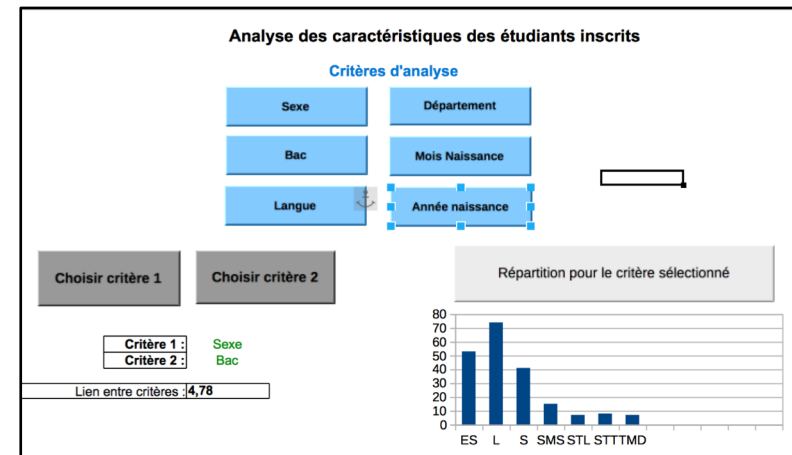 Analyse des caractéristiques des étudiants inscrits
Critères d'analyse
Sexe
Département
Bac
Mois Naissance
Langue
Année naissance
Choisir critère 1
Choisir critère 2
Répartition pour le critère sélectionné
Critère 1 : Sexe
Critère 2 : Bac
Lien entre critères : 4,78
80
70
60
50
40
30
20
10
0
ES L S SMS STL STT TMD